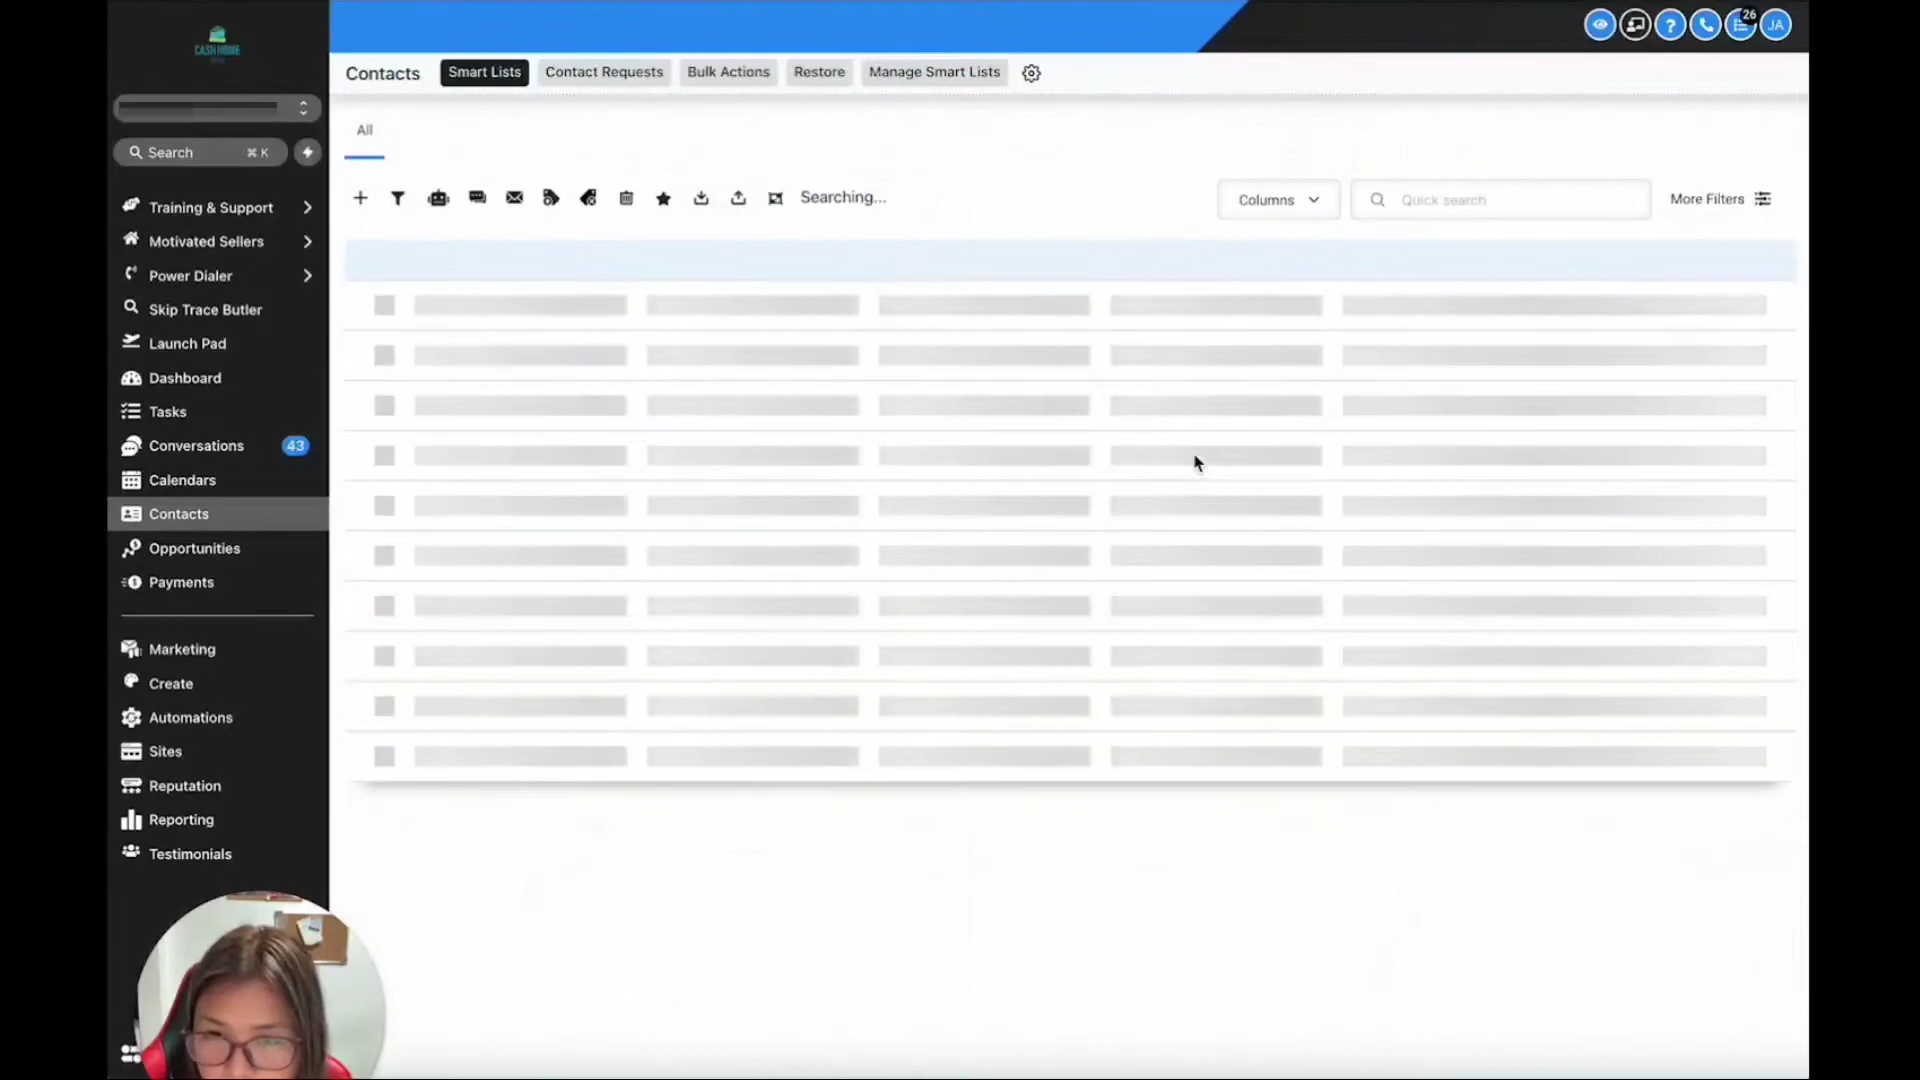 CASH HOME
26
JA
Contacts
Smart Lists
Contact Requests
Bulk Actions
Restore
Manage Smart Lists
Search
⌘ K
All
Searching...
Columns
Quick search
More Filters
Training & Support
Motivated Sellers
Power Dialer
Skip Trace Butler
Launch Pad
Dashboard
Tasks
Conversations
43
Calendars
Contacts
Opportunities
Payments
Marketing
Create
Automations
Sites
Reputation
Reporting
Testimonials